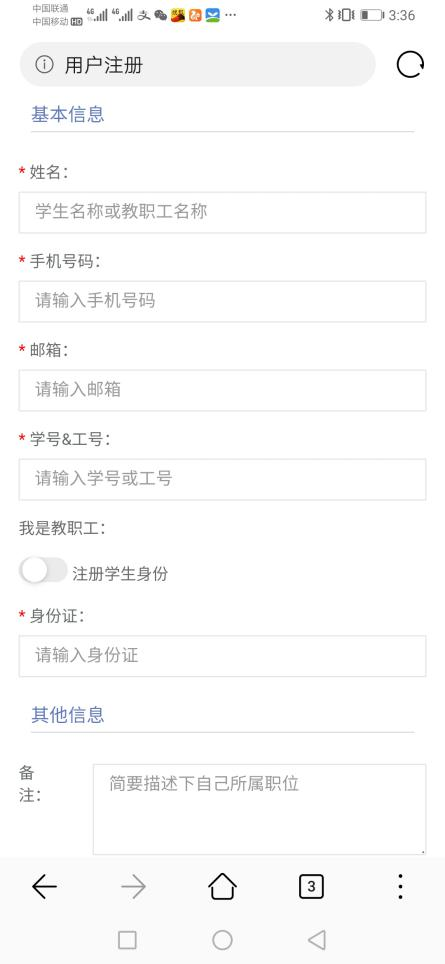 中国联通
中国移动 HD
4G 4G
3:36
用户注册
基本信息
* 姓名：
学生名称或教职工名称
* 手机号码：
请输入手机号码
* 邮箱：
请输入邮箱
* 学号&工号：
请输入学号或工号
我是教职工：
注册学生身份
* 身份证：
请输入身份证
其他信息
备
注：
简要描述下自己所属职位
3